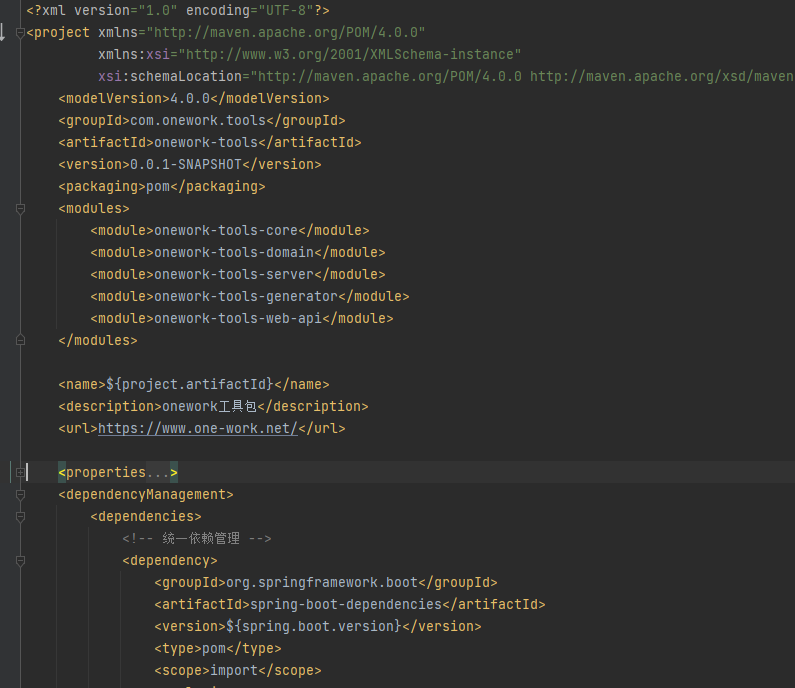 <?xml version="1.0" encoding="UTF-8"?>
<project xmlns="http://maven.apache.org/POM/4.0.0"
xmlns:xsi="http://www.w3.org/2001/XMLSchema-instance"
xsi:schemaLocation="http://maven.apache.org/POM/4.0.0 http://maven.apache.org/xsd/maven
<modelVersion>4.0.0</modelVersion>
<groupId>com.onework.tools</groupId>
<artifactId>onework-tools</artifactId>
<version>0.0.1-SNAPSHOT</version>
<packaging>pom</packaging>
<modules>
<module>onework-tools-core</module>
<module>onework-tools-domain</module>
<module>onework-tools-server</module>
<module>onework-tools-generator</module>
<module>onework-tools-web-api</module>
</modules>
<name>${project.artifactId}</name>
<description>onework工具包</description>
<url>https://www.one-work.net/</url>
<properties...>
<dependencyManagement>
<dependencies>
<!-- 统一依赖管理 -->
<dependency>
<groupId>org.springframework.boot</groupId>
<artifactId>spring-boot-dependencies</artifactId>
<version>${spring.boot.version}</version>
<type>pom</type>
<scope>import</scope>